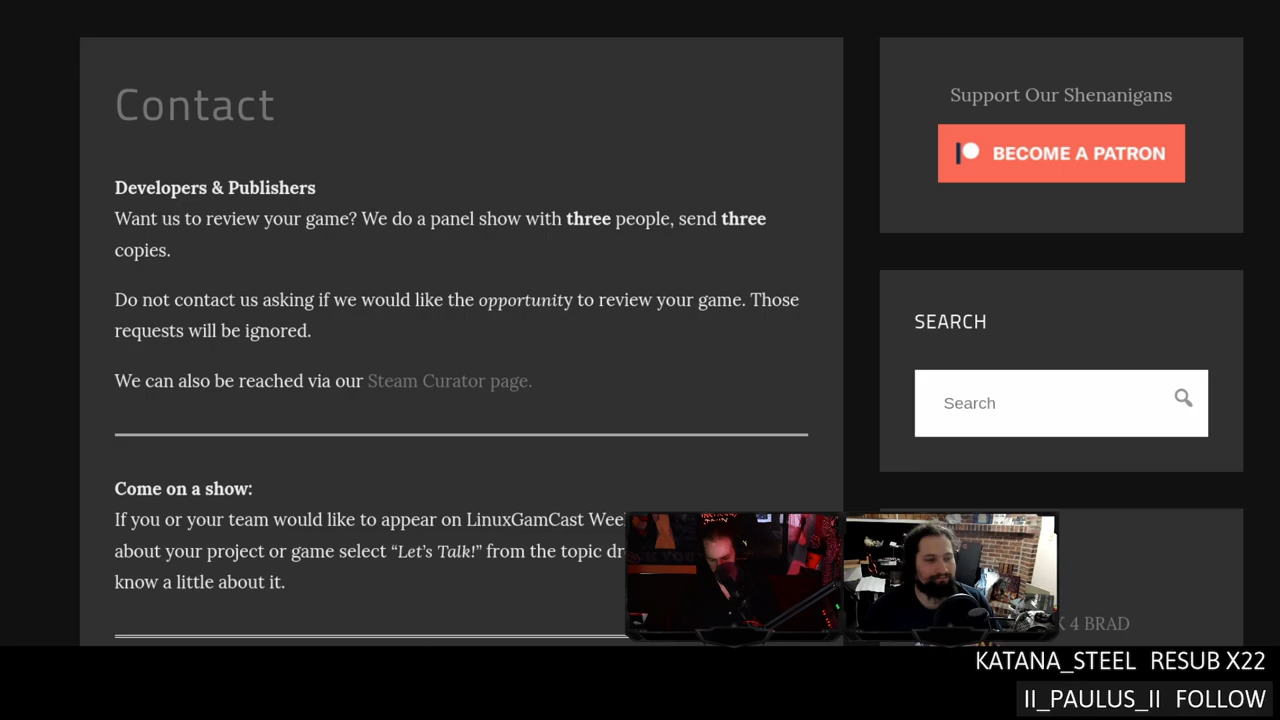 Contact
Developers & Publishers
Want us to review your game? We do a panel show with three people, send three
copies.
Do not contact us asking if we would like the opportunity to review your game. Those
requests will be ignored.
We can also be reached via our Steam Curator page.
Come on a show:
If you or your team would like to appear on LinuxGamCast
about your project or game select “Let’s Talk!” from the topic
know a little about it.
Support Our Shenanigans
BECOME A PATRON
SEARCH
Search
4 BRAD
KATANA_STEEL RESUB X22
II_PAULUS_II FOLLOW